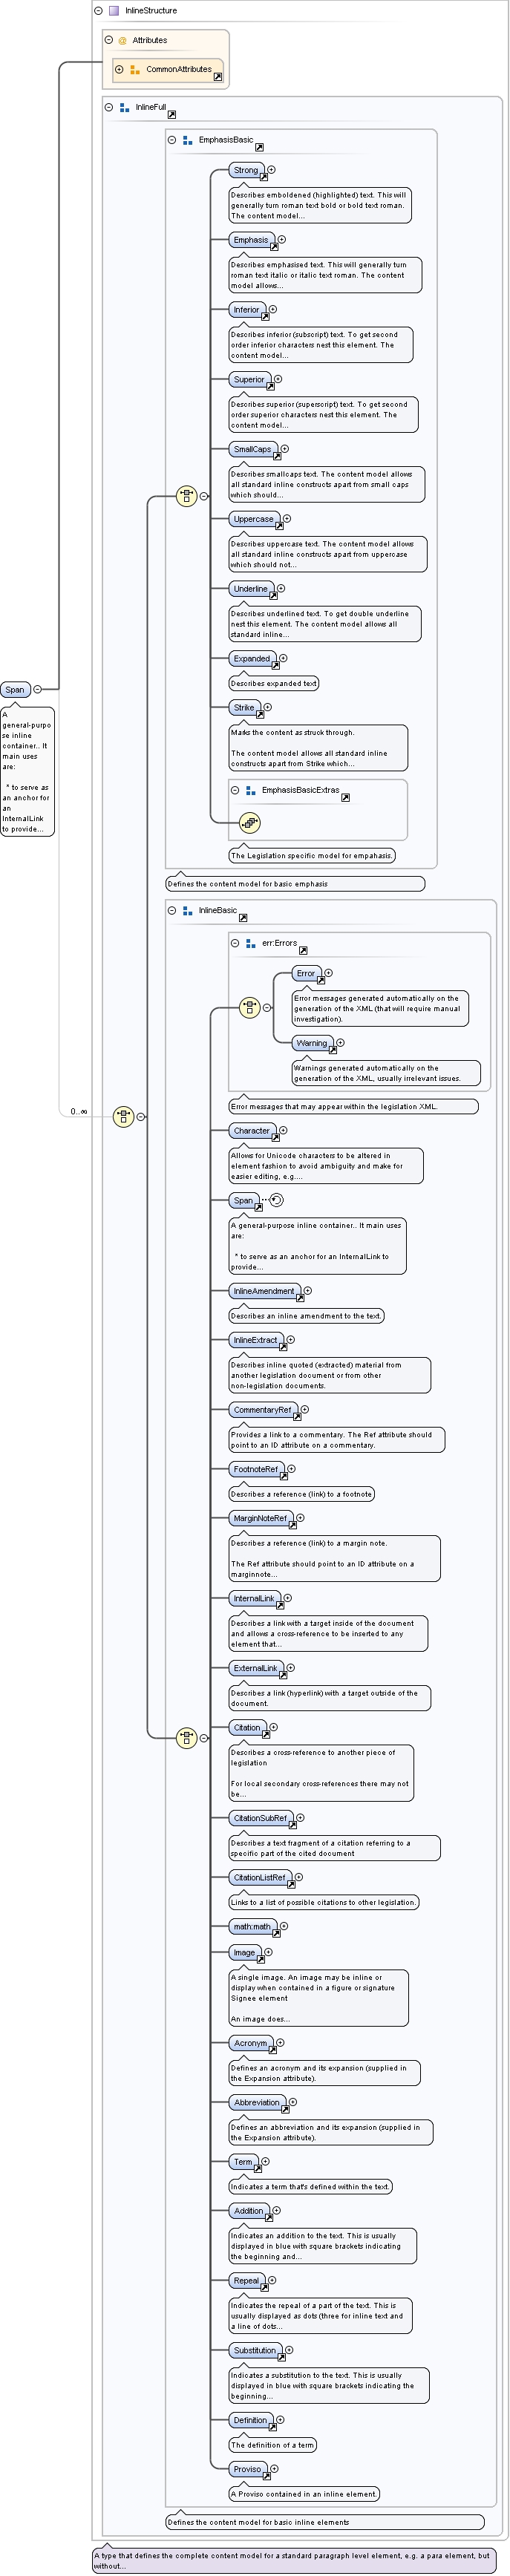 InlineStructure
Attributes
CommonAttributes
InlineFull
EmphasisBasic
Strong
Describes emboldened (highlighted) text. This will
generally turn roman text bold or bold text roman.
The content model...
Emphasis
Describes emphasised text. This will generally turn
roman text italic or italic text roman. The content
model allows...
Inferior
Describes inferior (subscript) text. To get second
order inferior characters nest this element. The
content model...
Superior
Describes superior (superscript) text. To get second
order superior characters nest this element. The
content model...
SmallCaps
Describes smallcaps text. The content model allows
all standard inline constructs apart from small caps
which should...
Uppercase
Describes uppercase text. The content model allows
all standard inline constructs apart from uppercase
which should not...
Underline
Describes underlined text. To get double underline
nest this element. The content model allows all
standard inline...
Expanded
Describes expanded text
Strike
Marks the content as struck through.
The content model allows all standard inline
constructs apart from Strike which...
EmphasisBasicExtras
The Legislation specific model for empahasis.
Defines the content model for basic emphasis
Span
A
general-purpo
se inline
container.. It
main uses
are:
* to serve as
an anchor for
an
InternalLink
to provide...
0..∞
InlineBasic
err:Errors
Error
Error messages generated automatically on the
generation of the XML (that will require manual
investigation).
Warning
Warnings generated automatically on the
generation of the XML, usually irrelevant issues.
Error messages that may appear within the legislation XML.
Character
Allows for Unicode characters to be altered in
element fashion to avoid ambiguity and make for
easier editing, e.g....
Span
A general-purpose inline container.. It main uses
are:
* to serve as an anchor for an InternalLink to
provide...
InlineAmendment
Describes an inline amendment to the text.
InlineExtract
Describes inline quoted (extracted) material from
another legislation document or from other
non-legislation documents.
CommentaryRef
Provides a link to a commentary. The Ref attribute should
point to an ID attribute on a commentary.
FootnoteRef
Describes a reference (link) to a footnote
MarginNoteRef
Describes a reference (link) to a margin note.
The Ref attribute should point to an ID attribute on a
marginnote...
InternalLink
Describes a link with a target inside of the document
and allows a cross-reference to be inserted to any
element that...
ExternalLink
Describes a link (hyperlink) with a target outside of the
document.
Citation
Describes a cross-reference to another piece of
legislation
For local secondary cross-references there may not
be...
CitationSubRef
Describes a text fragment of a citation referring to a
specific part of the cited document
CitationListRef
Links to a list of possible citations to other legislation.
math:math
Image
A single image. An image may be inline or
display when contained in a figure or signature
Signee element
An image does...
Acronym
Defines an acronym and its expansion (supplied in
the Expansion attribute).
Abbreviation
Defines an abbreviation and its expansion (supplied in
the Expansion attribute).
Term
Indicates a term that's defined within the text.
Addition
Indicates an addition to the text. This is usually
displayed in blue with square brackets indicating
the beginning and...
Repeal
Indicates the repeal of a part of the text. This is
usually displayed as dots (three for inline text and
a line of dots...
Substitution
Indicates a substitution to the text. This is usually
displayed in blue with square brackets indicating the
beginning...
Definition
The definition of a term
Proviso
A Proviso contained in an inline element.
Defines the content model for basic inline elements
A type that defines the complete content model for a standard paragraph level element, e.g. a para element, but
without...